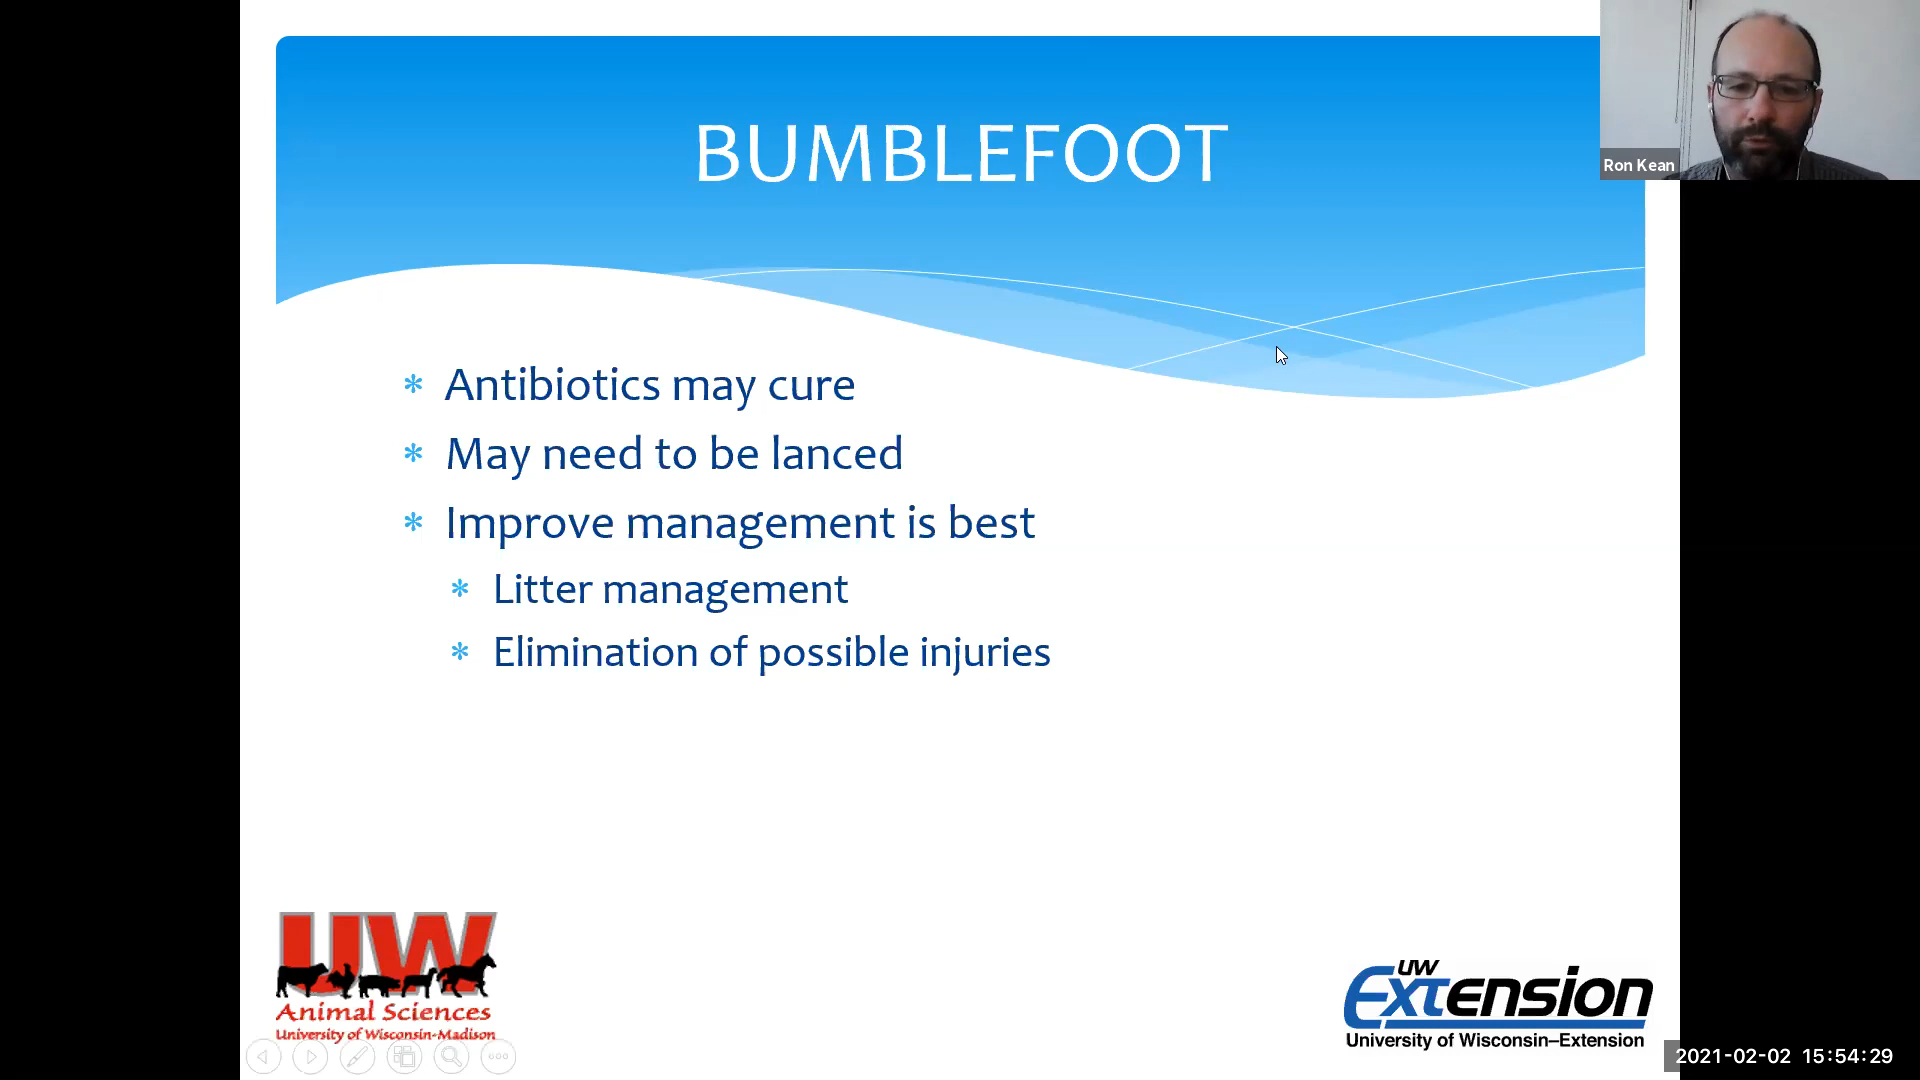 BUMBLEFOOT
Ron Kean
* Antibiotics may cure
* May need to be lanced
* Improve management is best
* Litter management
* Elimination of possible injuries
UW
Animal Sciences
University of Wisconsin-Madison
UW
Extension
University of Wisconsin–Extension
2021-02-02 15:54:29